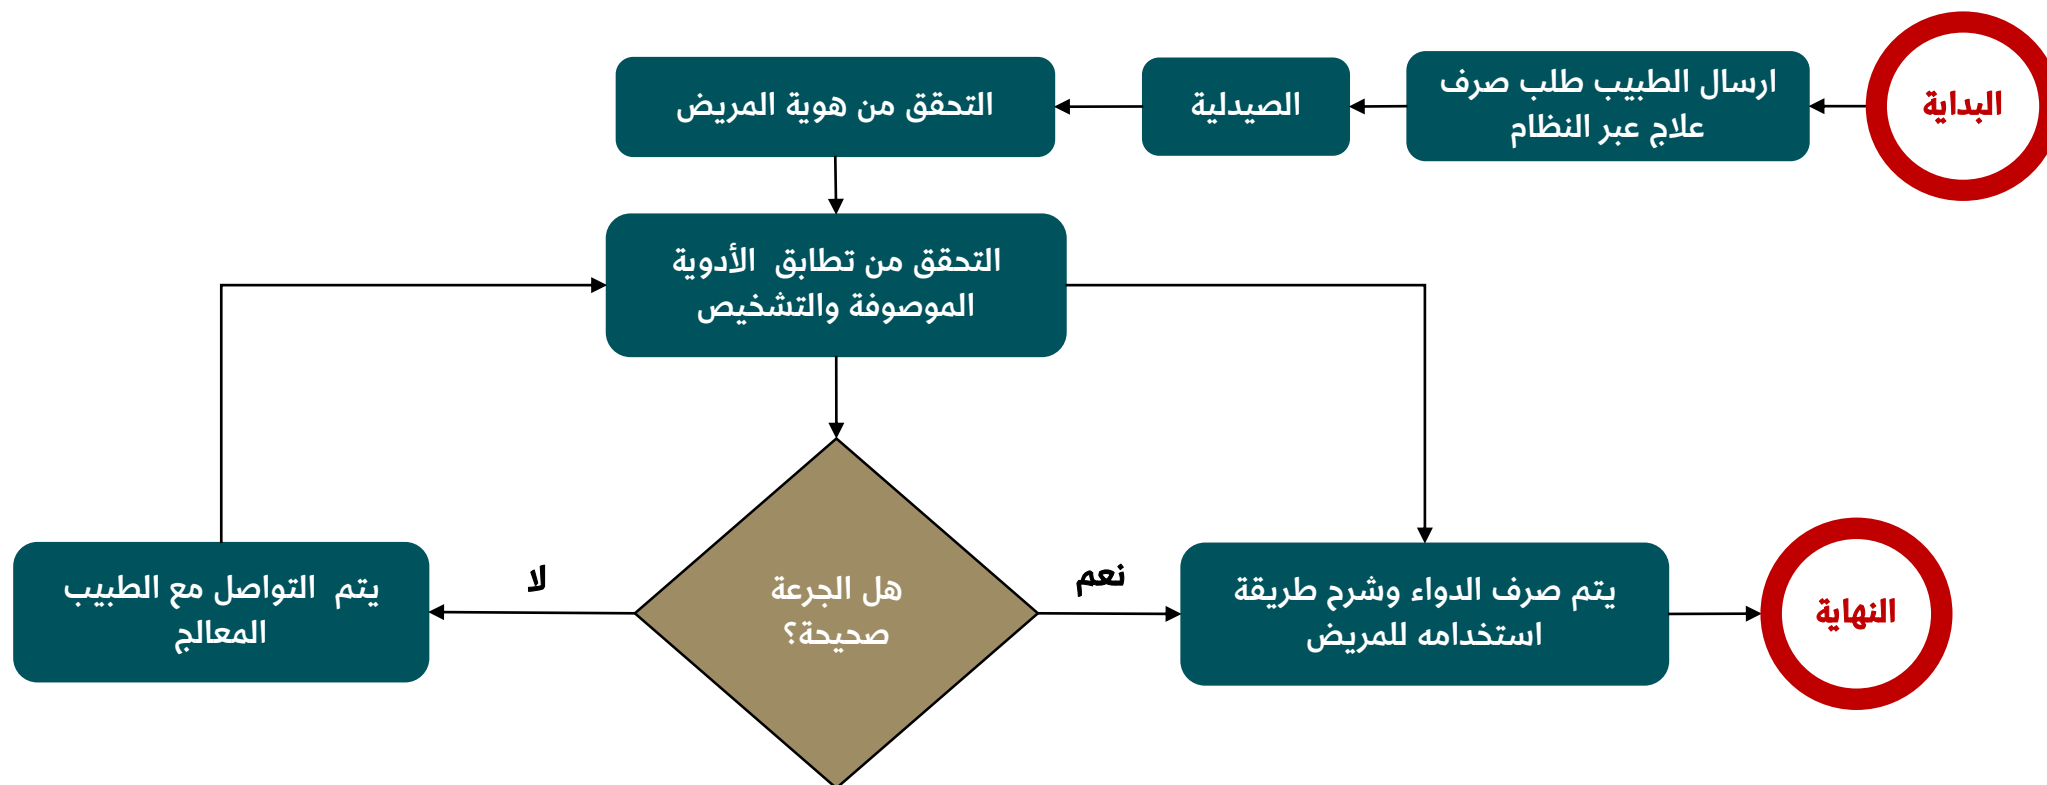 البداية
ارسال الطبيب طلب صرف
علاج عبر النظام
الصيدلية
التحقق من هوية المريض
التحقق من تطابق الأدوية
الموصوفة والتشخيص
هل الجرعة
صحيحة؟
نعم
يتم صرف الدواء وشرح طريقة
استخدامه للمريض
النهاية
لا
يتم التواصل مع الطبيب
المعالج